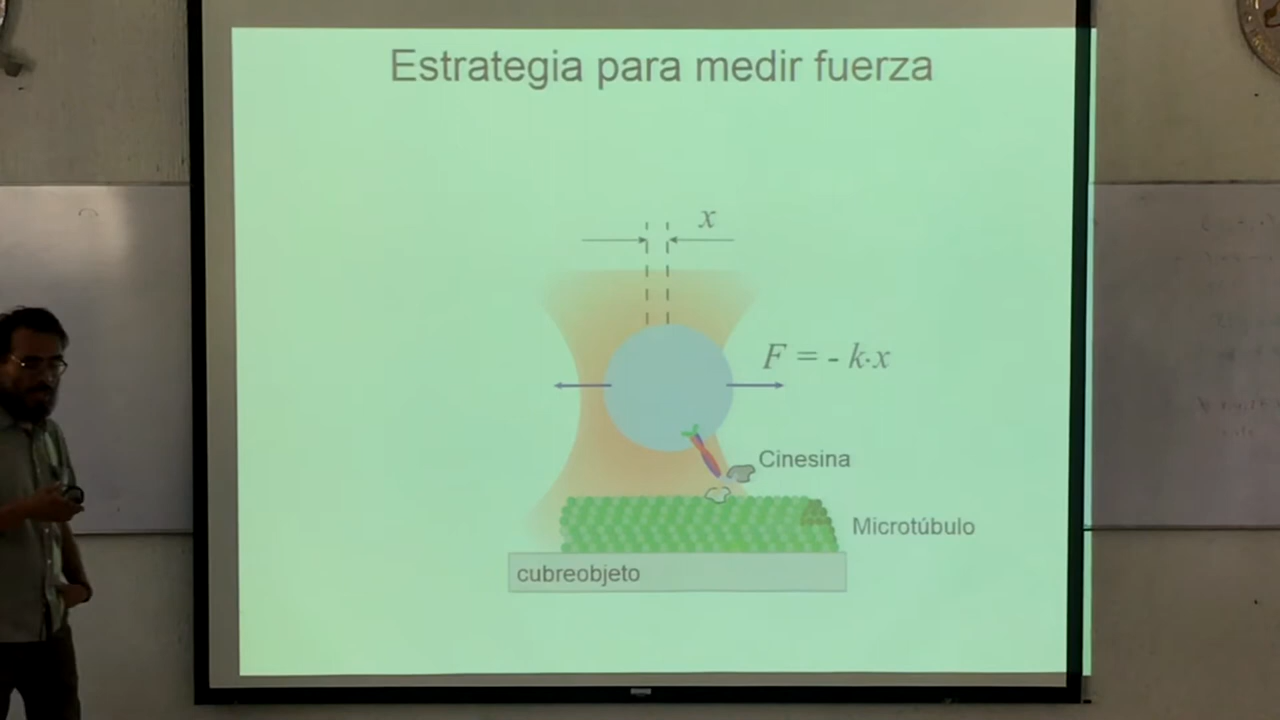 Estrategia para medir fuerza
x
F = - k·x
Cinesina
Microtúbulo
cubreobjeto